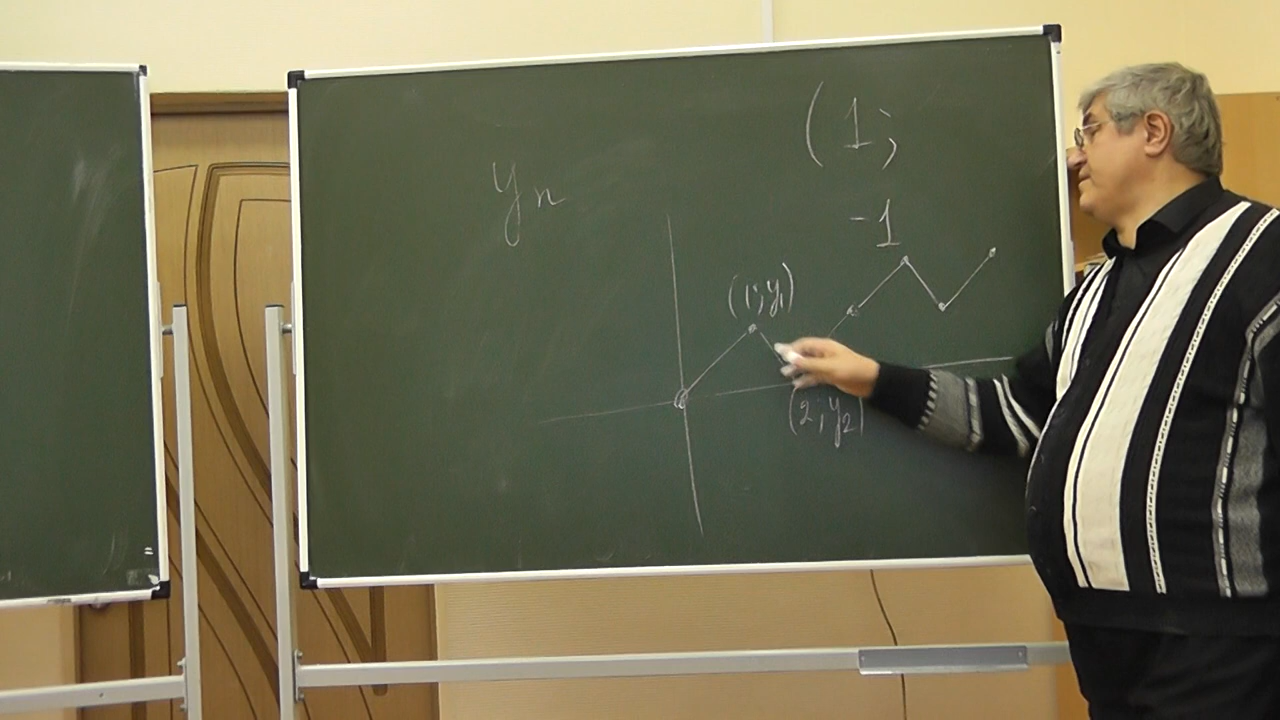 (1;
yₙ
-1
(1; y₁)
(2; y₂)